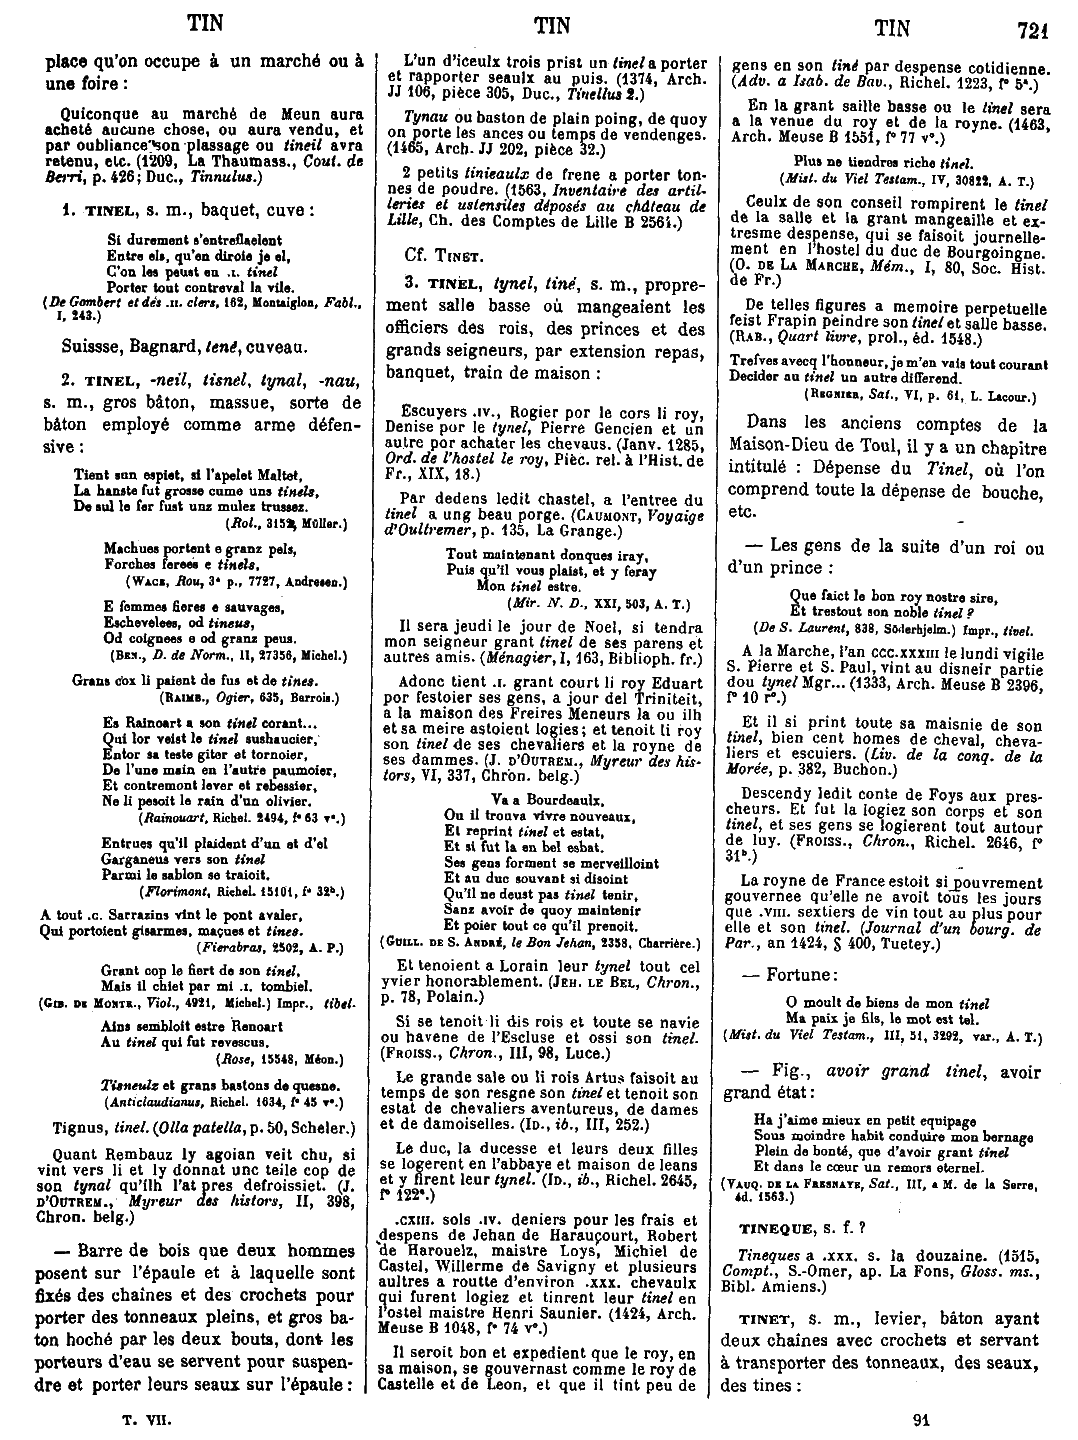 TIN
TIN
TIN
721
place qu'on occupe à un marché ou à
une foire :
Quiconque au marché de Meun aura
acheté aucune chose, ou aura vendu, et
par oubliance son plassage ou tineil avra
retenu, etc. (1209, La Thaumass., Cout. de
Berri, p. 426; Duc., Tinnulus.)
1. TINEL, s. m., baquet, cuve :
Si durement s'entreflaelent
Entre els, qu'en diroie je el,
C'on les peust en .I. tinel
Porter tout contreval la vile.
(De Gombert et des .II. clers, 162, Montaiglon, Fabl.,
I, 243.)
Suissse, Bagnard, tené, cuveau.
2. TINEL, -neil, tisnel, tynal, -nau,
s. m., gros bâton, massue, sorte de
bâton employé comme arme défen-
sive :
Tient sun espiet, si l'apelet Maltet,
La hanste fut grosse cume uns tinels,
De sul le fer fust unz mulez trussez.
(Rol., 3152, Müller.)
Machues portent e granz pels,
Forches ferees e tinels.
(WACE, Rou, 3e p., 7727, Andresen.)
E femmes fieres e sauvages,
Eschevelees, od tineus,
Od coignees e od granz peus.
(BEN., D. de Norm., II, 27356, Michel.)
Grans cox li paient de fus et de tines.
(RAIMB., Ogier, 635, Barrois.)
Es Rainoart a son tinel corant...
Qui lor veist le tinel sushaucier,
Entor sa teste giter et tornoier,
De l'une main en l'autre paumoier,
Et contremont lever et rebessier,
Ne li pesoit le rain d'un olivier.
(Rainouart, Richel. 2494, f° 63 v°.)
Entrues qu'il plaident d'un et d'el
Garganeus vers son tinel
Parmi le sablon se traioit.
(Florimont, Richel. 15101, f° 32b.)
A tout .C. Sarrazins vint le pont avaler,
Qui portoient gisarmes, maçues et tines.
(Fierabras, 2502, A. P.)
Grant cop le fiert de son tinel,
Mais il chiet par mi .I. tombiel.
(GIB. DE MONTR., Viol., 4921, Michel.) Impr., tibel.
Ains sembloit estre Renoart
Au tinel qui fut revescus.
(Rose, 15548, Méon.)
Tisneulz et grans bastons de quesne.
(Anticlaudianus, Richel. 1634, f° 45 v°.)
Tignus, tinel. (Olla patella, p. 50, Scheler.)
Quant Rembauz ly agoian veit chu, si
vint vers li et ly donnat unc teile cop de
son tynal qu'ilh l'at pres defroissiet. (J.
D'OUTREM., Myreur des histors, II, 398,
Chron. belg.)
— Barre de bois que deux hommes
posent sur l'épaule et à laquelle sont
fixés des chaines et des crochets pour
porter des tonneaux pleins, et gros ba-
ton hoché par les deux bouts, dont les
porteurs d'eau se servent pour suspen-
dre et porter leurs seaux sur l'épaule :
T. VII.
L'un d'iceulx trois prist un tinel a porter
et rapporter seaulx au puis. (1374, Arch.
JJ 106, pièce 305, Duc., Tinellus 2.)
Tynau ou baston de plain poing, de quoy
on porte les ances ou temps de vendenges.
(1465, Arch. JJ 202, pièce 32.)
2 petits tinieaulx de frene a porter ton-
nes de poudre. (1563, Inventaire des artil-
leries et ustensiles déposés au château de
Lille, Ch. des Comptes de Lille B 2564.)
Cf. TINET.
3. TINEL, tynel, tiné, s. m., propre-
ment salle basse où mangeaient les
officiers des rois, des princes et des
grands seigneurs, par extension repas,
banquet, train de maison :
Escuyers .IV., Rogier por le cors li roy,
Denise por le tynel, Pierre Gencien et un
autre por achater les chevaus. (Janv. 1285,
Ord. de l'hostel le roy, Pièc. rel. à l'Hist. de
Fr., XIX, 18.)
Par dedens ledit chastel, a l'entree du
tinel a ung beau porge. (CAUMONT, Voyaige
d'Oultremer, p. 135, La Grange.)
Tout maintenant donques iray,
Puis qu'il vous plaist, et y feray
Mon tinel estre.
(Mir. N. D., XXI, 503, A. T.)
Il sera jeudi le jour de Noel, si tendra
mon seigneur grant tinel de ses parens et
autres amis. (Ménagier, I, 163, Biblioph. fr.)
Adonc tient .I. grant court li roy Eduart
por festoier ses gens, a jour del Triniteit,
a la maison des Freires Meneurs la ou ilh
et sa meire astoient logies; et tenoit li roy
son tinel de ses chevaliers et la royne de
ses dammes. (J. D'OUTREM., Myreur des his-
tors, VI, 337, Chron. belg.)
Va a Bourdeaulx,
Ou il trouva vivre nouveaux,
Et reprint tinel et estat,
Et si fut la en bel esbat.
Ses gens forment se merveilloint
Et au duc souvant si disoint
Qu'il ne deust pas tinel tenir,
Sanz avoir de quoy maintenir
Et poier tout ce qu'il prenoit.
(GUILL. DE S. ANDRÉ, le Bon Jehan, 2358, Charrière.)
Et tenoient a Lorain leur tynel tout cel
yvier honorablement. (JEH. LE BEL, Chron.,
p. 78, Polain.)
Si se tenoit li dis rois et toute se navie
ou havene de l'Escluse et ossi son tinel.
(FROISS., Chron., III, 98, Luce.)
Le grande sale ou li rois Artus faisoit au
temps de son resgne son tinel et tenoit son
estat de chevaliers aventureus, de dames
et de damoiselles. (ID., ib., III, 252.)
Le duc, la ducesse et leurs deux filles
se logerent en l'abbaye et maison de leans
et y firent leur tynel. (ID., ib., Richel. 2645,
f° 122c.)
.CXIII. sols .IV. deniers pour les frais et
despens de Jehan de Haraucourt, Robert
de Harouelz, maistre Loys, Michiel de
Castel, Willerme de Savigny et plusieurs
aultres a routte d'environ .XXX. chevaulx
qui furent logiez et tinrent leur tinel en
l'ostel maistre Henri Saunier. (1424, Arch.
Meuse B 1048, f° 74 v°.)
Il seroit bon et expedient que le roy, en
sa maison, se gouvernast comme le roy de
Castelle et de Leon, et que il tint peu de
gens en son tiné par despense cotidienne.
(Adv. a Isab. de Bav., Richel. 1223, f° 5a.)
En la grant saille basse ou le tinel sera
a la venue du roy et de la royne. (1463,
Arch. Meuse B 1551, f° 77 v°.)
Plus ne tiendres riche tinel.
(Mist. du Viel Testam., IV, 30822, A. T.)
Ceulx de son conseil rompirent le tinel
de la salle et la grant mangeaille et ex-
tresme despense, qui se faisoit journelle-
ment en l'hostel du duc de Bourgoingne.
(O. DE LA MARCHE, Mém., I, 80, Soc. Hist.
de Fr.)
De telles figures a memoire perpetuelle
feist Frapin peindre son tinel et salle basse.
(RAB., Quart livre, prol., éd. 1548.)
Trefves avecq l'honneur, je m'en vais tout courant
Decider au tinel un autre differend.
(REGNIER, Sat., VI, p. 61, L. Lacour.)
Dans les anciens comptes de la
Maison-Dieu de Toul, il y a un chapitre
intitulé : Dépense du Tinel, où l'on
comprend toute la dépense de bouche,
etc.
— Les gens de la suite d'un roi ou
d'un prince :
Que faict le bon roy nostre sire,
Et trestout son noble tinel ?
(De S. Laurent, 838, Söderhjelm.) Impr., tivel.
A la Marche, l'an CCC.XXXIII le lundi vigile
S. Pierre et S. Paul, vint au disneir partie
dou tynel Mgr... (1333, Arch. Meuse B 2396,
f° 10 r°.)
Et il si print toute sa maisnie de son
tinel, bien cent homes de cheval, cheva-
liers et escuiers. (Liv. de la conq. de la
Morée, p. 382, Buchon.)
Descendy ledit conte de Foys aux pres-
cheurs. Et fut la logiez son corps et son
tinel, et ses gens se logierent tout autour
de luy. (FROISS., Chron., Richel. 2646, f°
31b.)
La royne de France estoit si pouvrement
gouvernee qu'elle ne avoit tous les jours
que .VIII. sextiers de vin tout au plus pour
elle et son tinel. (Journal d'un bourg. de
Par., an 1424, § 400, Tuetey.)
— Fortune :
O moult de biens de mon tinel
Ma paix je fils, le mot est tel.
(Mist. du Viel Testam., III, 51, 3292, var., A. T.)
— Fig., avoir grand tinel, avoir
grand état :
Ha j'aime mieux en petit equipage
Sous moindre habit conduire mon bernage
Plein de bonté, que d'avoir grant tinel
Et dans le cœur un remors eternel.
(VAUQ. DE LA FRESNAYE, Sat., III, a M. de la Serre,
éd. 1563.)
TINEQUE, s. f. ?
Tineques a .XXX. s. la douzaine. (1515,
Compt., S.-Omer, ap. La Fons, Gloss. ms.,
Bibl. Amiens.)
TINET, s. m., levier, bâton ayant
deux chaines avec crochets et servant
à transporter des tonneaux, des seaux,
des tines :
91